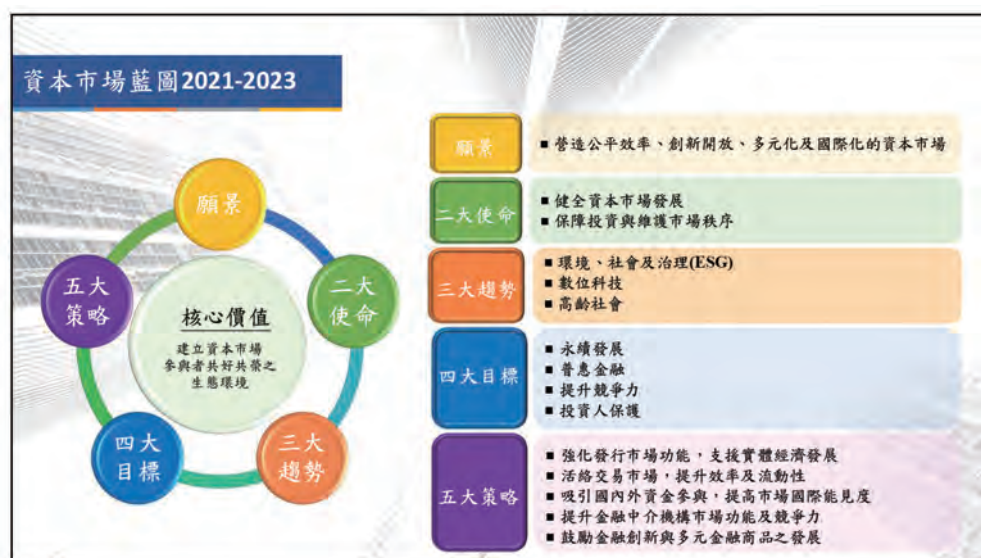 資本市場藍圖2021-2023
願景
二大使命
三大趨勢
四大目標
五大策略
核心價值
建立資本市場
參與者共好共榮之
生態環境
願景
■ 營造公平效率、創新開放、多元化及國際化的資本市場
二大使命
■ 健全資本市場發展
■ 保障投資與維護市場秩序
三大趨勢
■ 環境、社會及治理(ESG)
■ 數位科技
■ 高齡社會
四大目標
■ 永續發展
■ 普惠金融
■ 提升競爭力
■ 投資人保護
五大策略
■ 強化發行市場功能，支援實體經濟發展
■ 活絡交易市場，提升效率及流動性
■ 吸引國內外資金參與，提高市場國際能見度
■ 提升金融中介機構市場功能及競爭力
■ 鼓勵金融創新與多元金融商品之發展